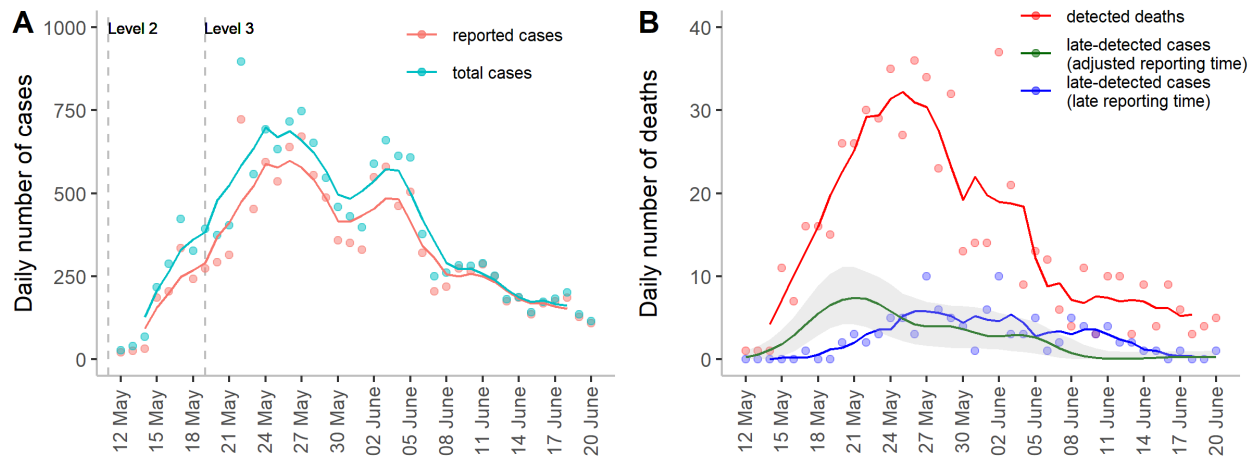 A
Level 2
Level 3
reported cases
total cases
Daily number of cases
1000
750
500
250
0
12 May
15 May
18 May
21 May
24 May
27 May
30 May
02 June
05 June
08 June
11 June
14 June
17 June
20 June
B
detected deaths
late-detected cases
(adjusted reporting time)
late-detected cases
(late reporting time)
Daily number of deaths
40
30
20
10
0
12 May
15 May
18 May
21 May
24 May
27 May
30 May
02 June
05 June
08 June
11 June
14 June
17 June
20 June